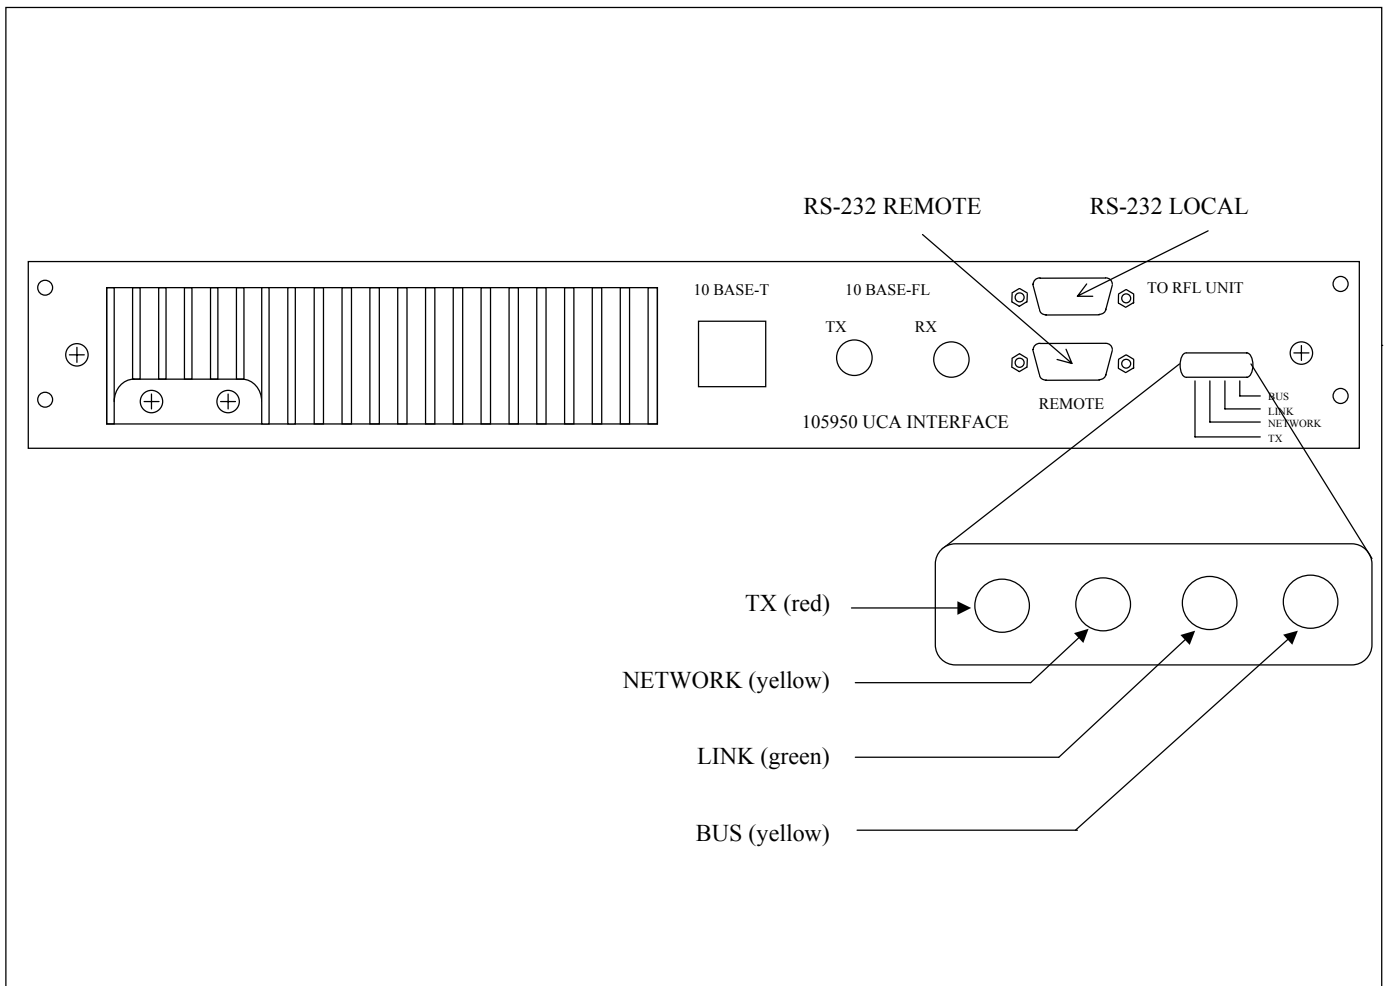 RS-232 REMOTE
RS-232 LOCAL
10 BASE-T
10 BASE-FL
TO RFL UNIT
TX
RX
REMOTE
105950 UCA INTERFACE
BUS
LINK
NETWORK
TX
TX (red)
NETWORK (yellow)
LINK (green)
BUS (yellow)